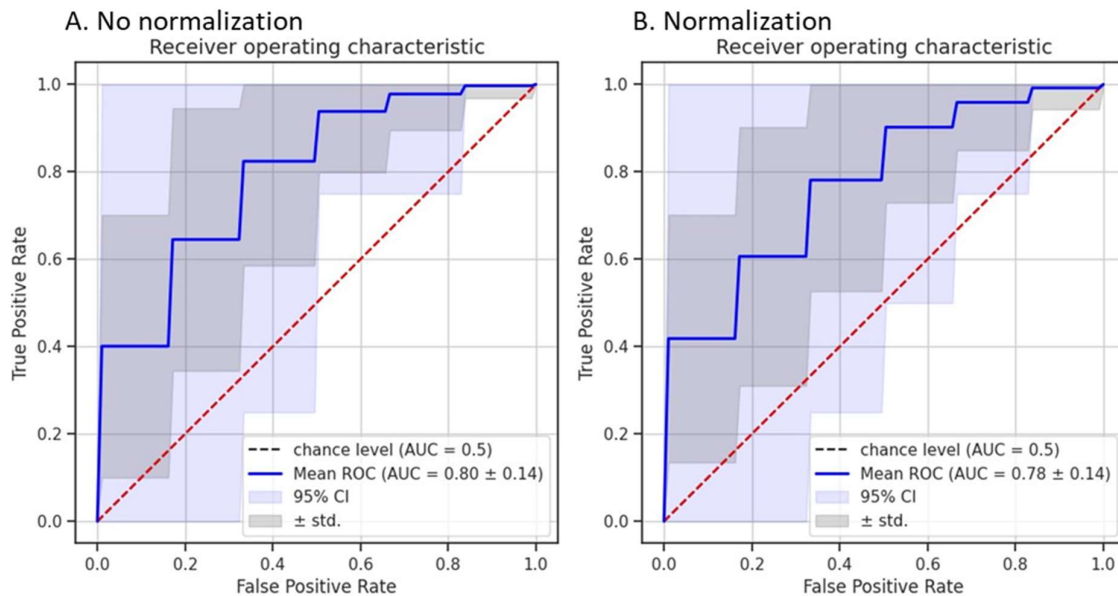 A. No normalization
Receiver operating characteristic
True Positive Rate
1.0
0.8
0.6
0.4
0.2
0.0
chance level (AUC = 0.5)
Mean ROC (AUC = 0.80 ± 0.14)
95% CI
± std.
0.0 0.2 0.4 0.6 0.8 1.0
False Positive Rate
B. Normalization
Receiver operating characteristic
True Positive Rate
1.0
0.8
0.6
0.4
0.2
0.0
chance level (AUC = 0.5)
Mean ROC (AUC = 0.78 ± 0.14)
95% CI
± std.
0.0 0.2 0.4 0.6 0.8 1.0
False Positive Rate